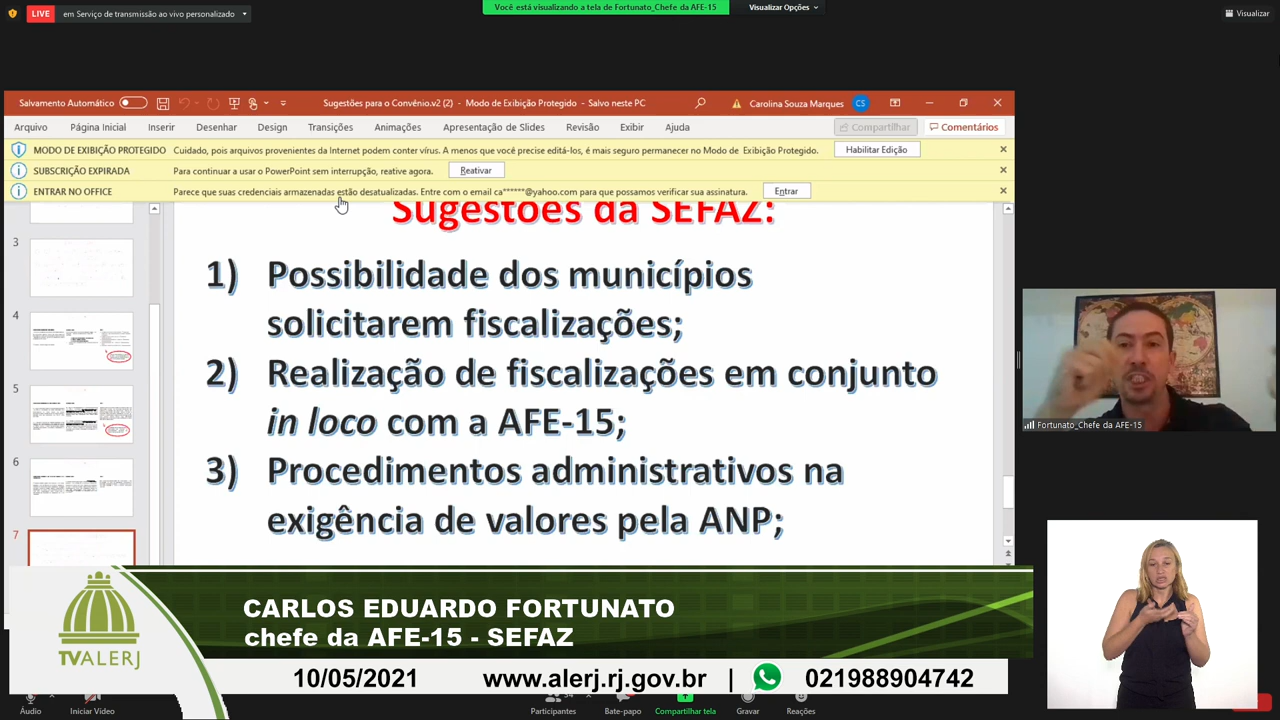 LIVE em Serviço de transmissão ao vivo personalizado
Você está visualizando a tela de Fortunato_Chefe da AFE-15
Visualizar Opções
Visualizar
Salvamento Automático
Sugestões para o Convênio.v2 (2) - Modo de Exibição Protegido - Salvo neste PC
Carolina Souza Marques CS
Arquivo Página Inicial Inserir Desenhar Design Transições Animações Apresentação de Slides Revisão Exibir Ajuda Compartilhar Comentários
MODO DE EXIBIÇÃO PROTEGIDO Cuidado, pois arquivos provenientes da Internet podem conter vírus. A menos que você precise editá-los, é mais seguro permanecer no Modo de Exibição Protegido. Habilitar Edição
SUBSCRIÇÃO EXPIRADA Para continuar a usar o PowerPoint sem interrupção, reative agora. Reativar
ENTRAR NO OFFICE Parece que suas credenciais armazenadas estão desatualizadas. Entre com o email ca******@yahoo.com para que possamos verificar sua assinatura. Entrar
3
4
5
6
7
Sugestões da SEFAZ:
1) Possibilidade dos municípios
solicitarem fiscalizações;
2) Realização de fiscalizações em conjunto
in loco com a AFE-15;
3) Procedimentos administrativos na
exigência de valores pela ANP;
Fortunato_Chefe da AFE-15
CARLOS EDUARDO FORTUNATO
chefe da AFE-15 - SEFAZ
TVALERJ
10/05/2021 www.alerj.rj.gov.br | 021988904742
Áudio Iniciar Vídeo Participantes Bate-papo Compartilhar tela Gravar Reações